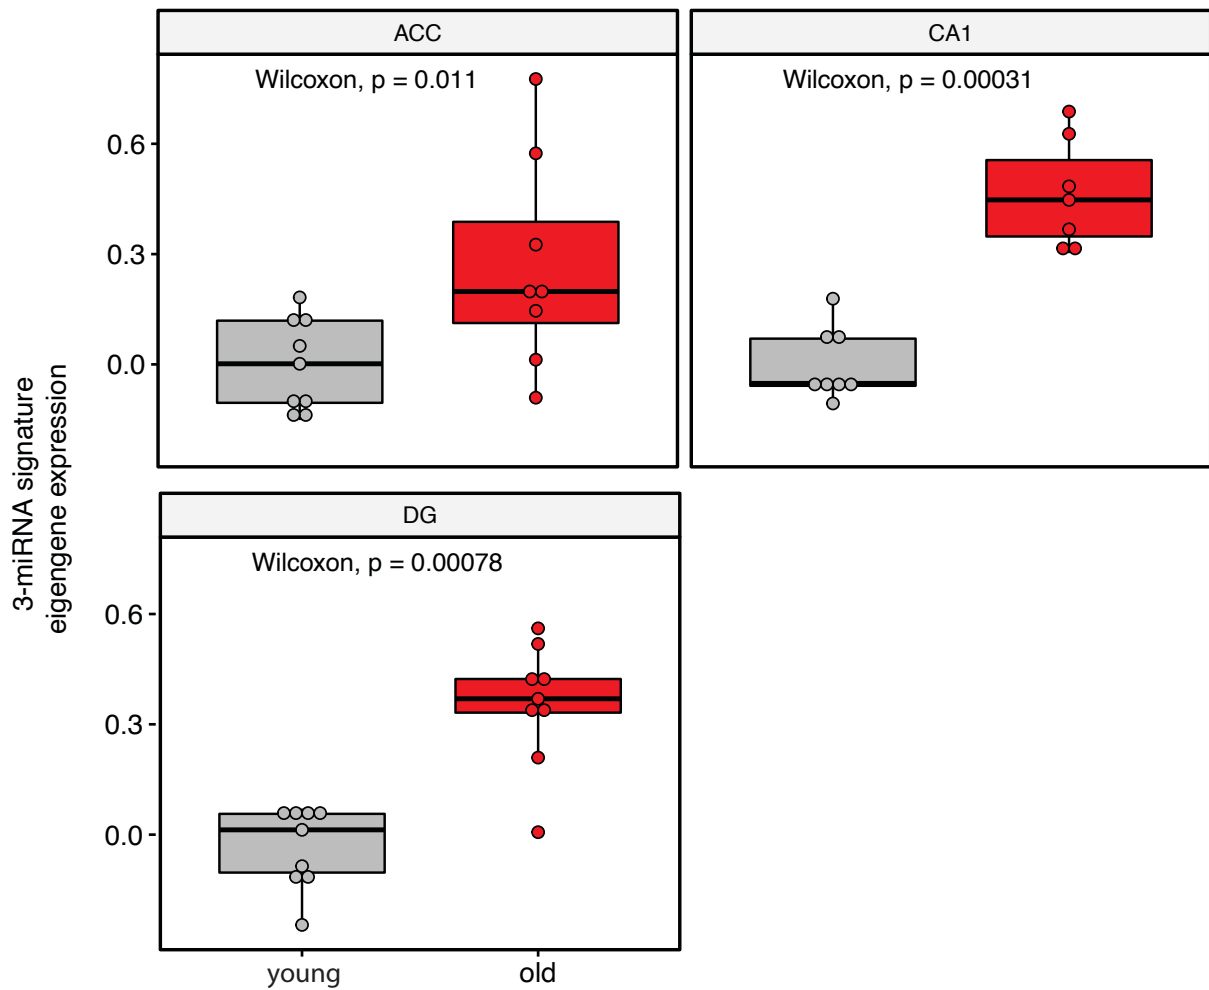 ACC
Wilcoxon, p = 0.011
CA1
Wilcoxon, p = 0.00031
0.6
0.3
0.0
3-miRNA signature
eigengene expression
DG
Wilcoxon, p = 0.00078
0.6
0.3
0.0
young
old